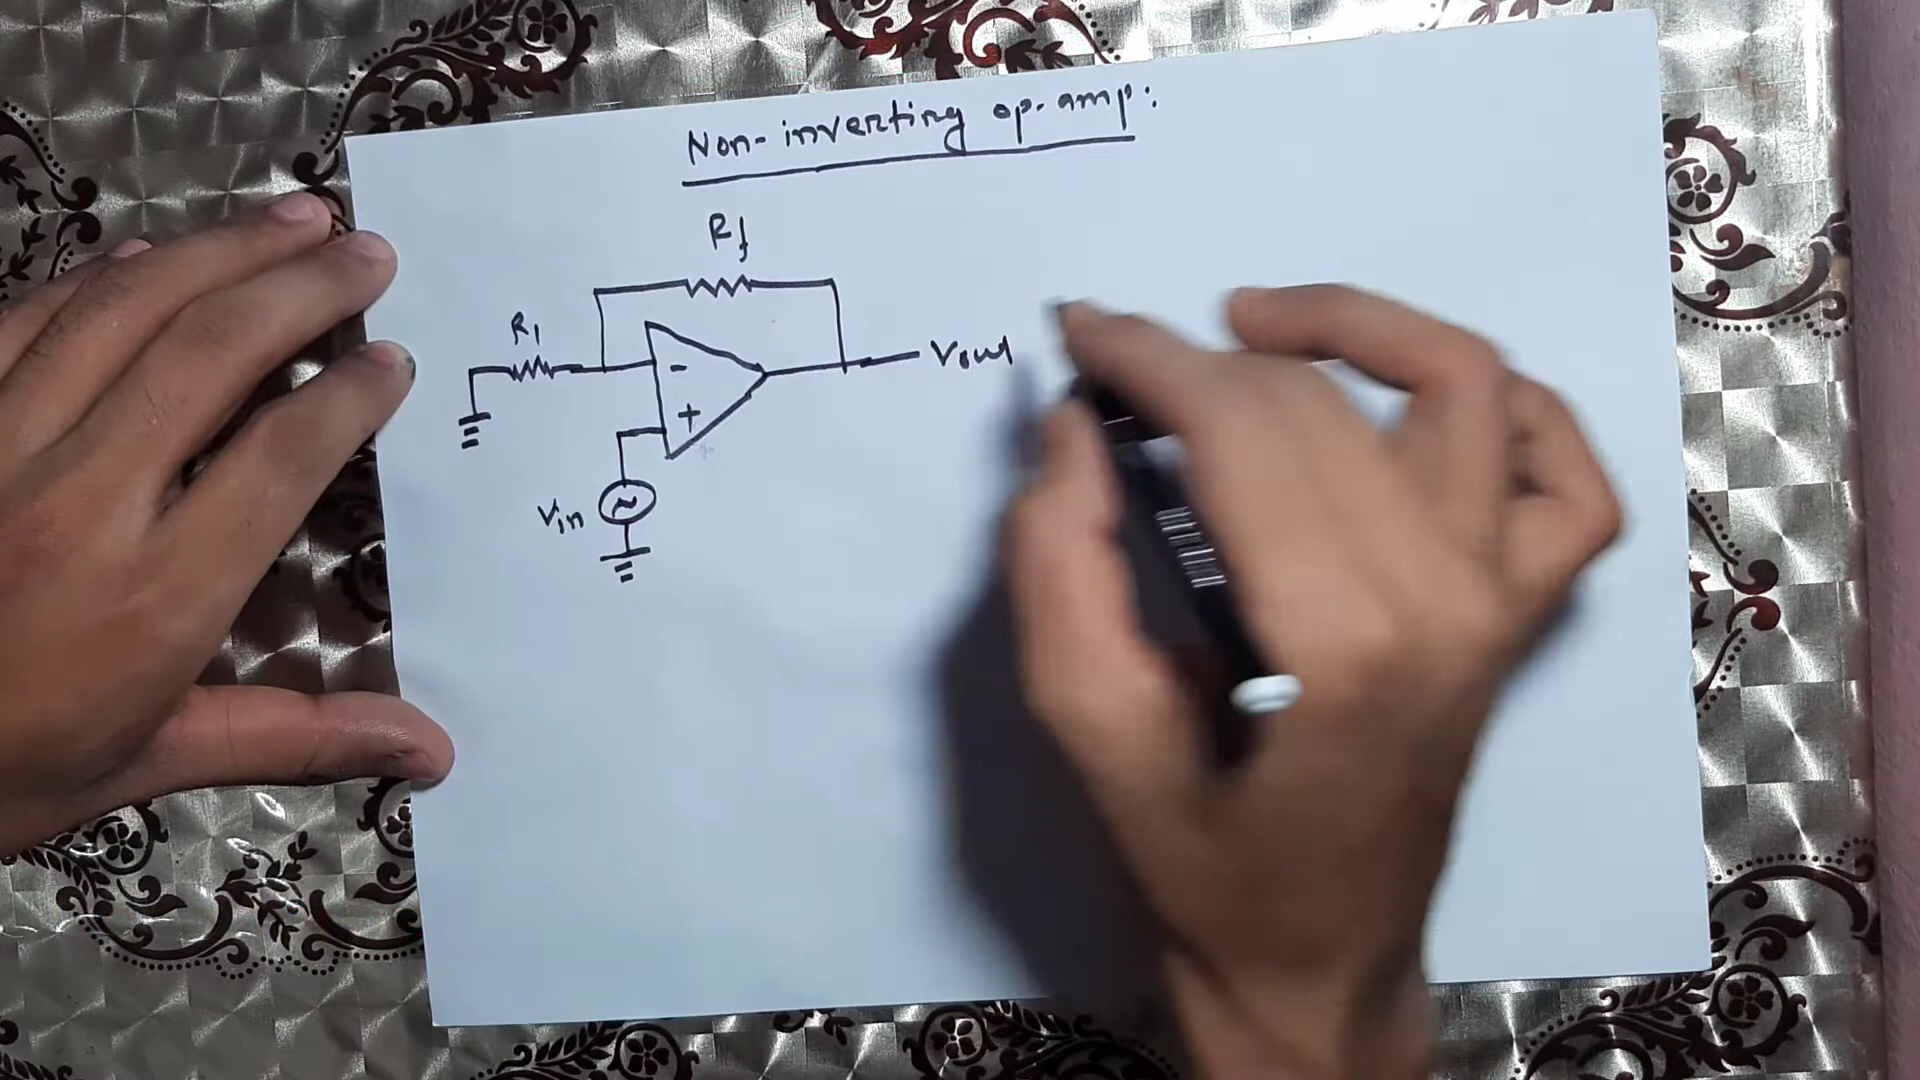 Non-inverting op-amp:
Rf
R1
-
Vout
+
Vin